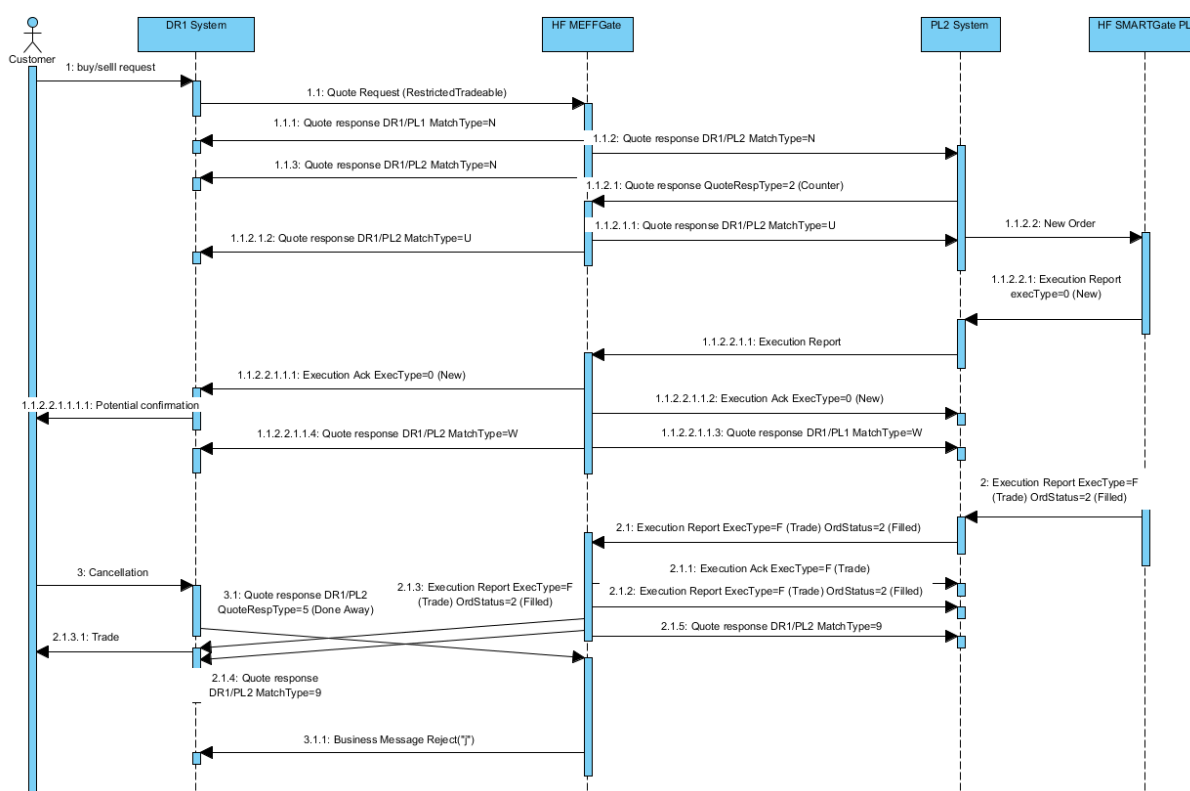 DR1 System
HF MEFFGate
PL2 System
HF SMARTGate PL
Customer
1: buy/selll request
1.1: Quote Request (RestrictedTradeable)
1.1.1: Quote response DR1/PL1 MatchType=N
1.1.2: Quote response DR1/PL2 MatchType=N
1.1.3: Quote response DR1/PL2 MatchType=N
1.1.2.1: Quote response QuoteRespType=2 (Counter)
1.1.2.1.2: Quote response DR1/PL2 MatchType=U
1.1.2.1.1: Quote response DR1/PL2 MatchType=U
1.1.2.2: New Order
1.1.2.2.1: Execution Report
execType=0 (New)
1.1.2.2.1.1: Execution Report
1.1.2.2.1.1.1: Execution Ack ExecType=0 (New)
1.1.2.2.1.1.1.1: Potential confirmation
1.1.2.2.1.1.2: Execution Ack ExecType=0 (New)
1.1.2.2.1.1.4: Quote response DR1/PL2 MatchType=W
1.1.2.2.1.1.3: Quote response DR1/PL1 MatchType=W
2: Execution Report ExecType=F
(Trade) OrdStatus=2 (Filled)
2.1: Execution Report ExecType=F (Trade) OrdStatus=2 (Filled)
3: Cancellation
2.1.1: Execution Ack ExecType=F (Trade)
3.1: Quote response DR1/PL2
QuoteRespType=5 (Done Away)
2.1.3: Execution Report ExecType=F
(Trade) OrdStatus=2 (Filled)
2.1.2: Execution Report ExecType=F (Trade) OrdStatus=2 (Filled)
2.1.5: Quote response DR1/PL2 MatchType=9
2.1.3.1: Trade
2.1.4: Quote response
DR1/PL2 MatchType=9
3.1.1: Business Message Reject("j")